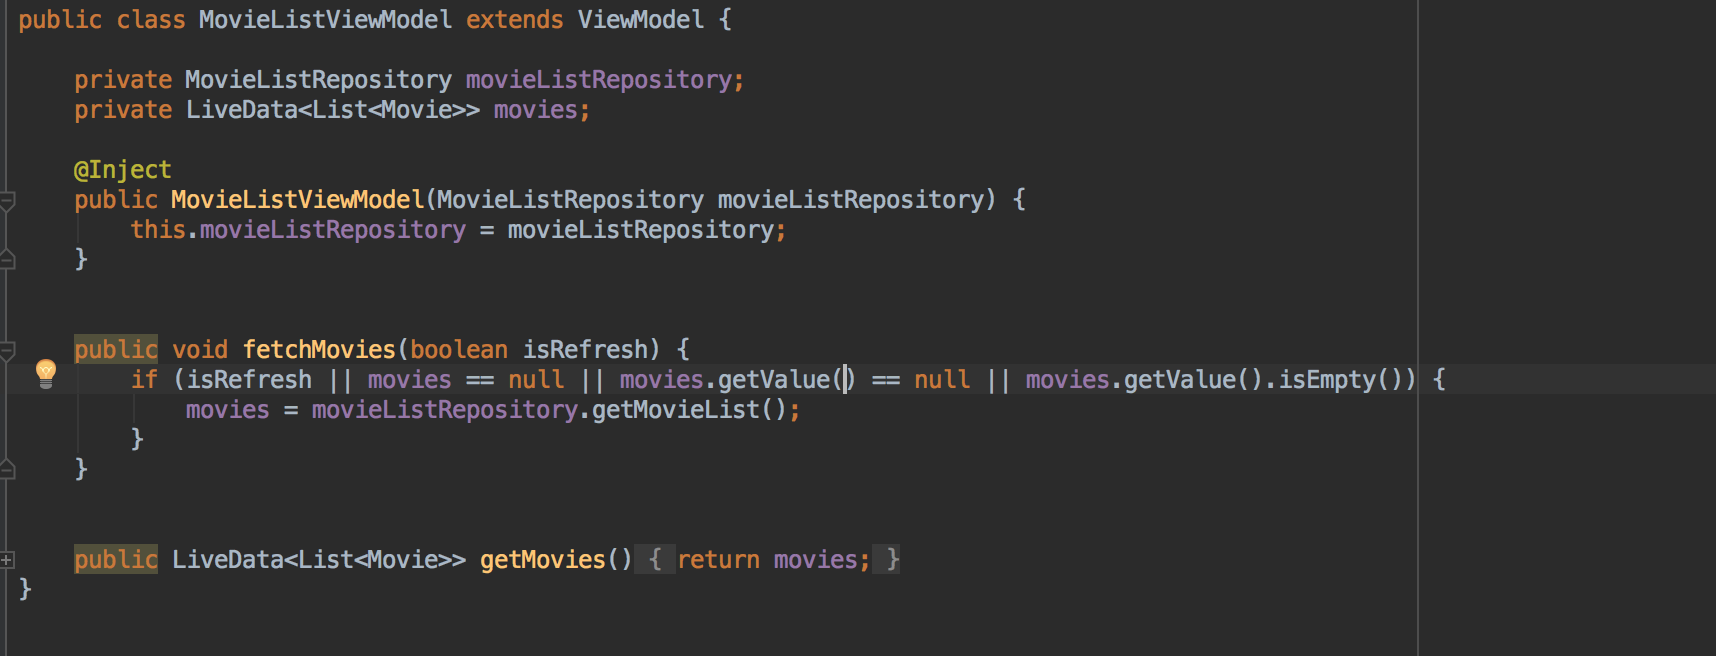 public class MovieListViewModel extends ViewModel {
private MovieListRepository movieListRepository;
private LiveData<List<Movie>> movies;
@Inject
public MovieListViewModel(MovieListRepository movieListRepository) {
this.movieListRepository = movieListRepository;
}
public void fetchMovies(boolean isRefresh) {
if (isRefresh || movies == null || movies.getValue() == null || movies.getValue().isEmpty()) {
movies = movieListRepository.getMovieList();
}
}
public LiveData<List<Movie>> getMovies() { return movies; }
}